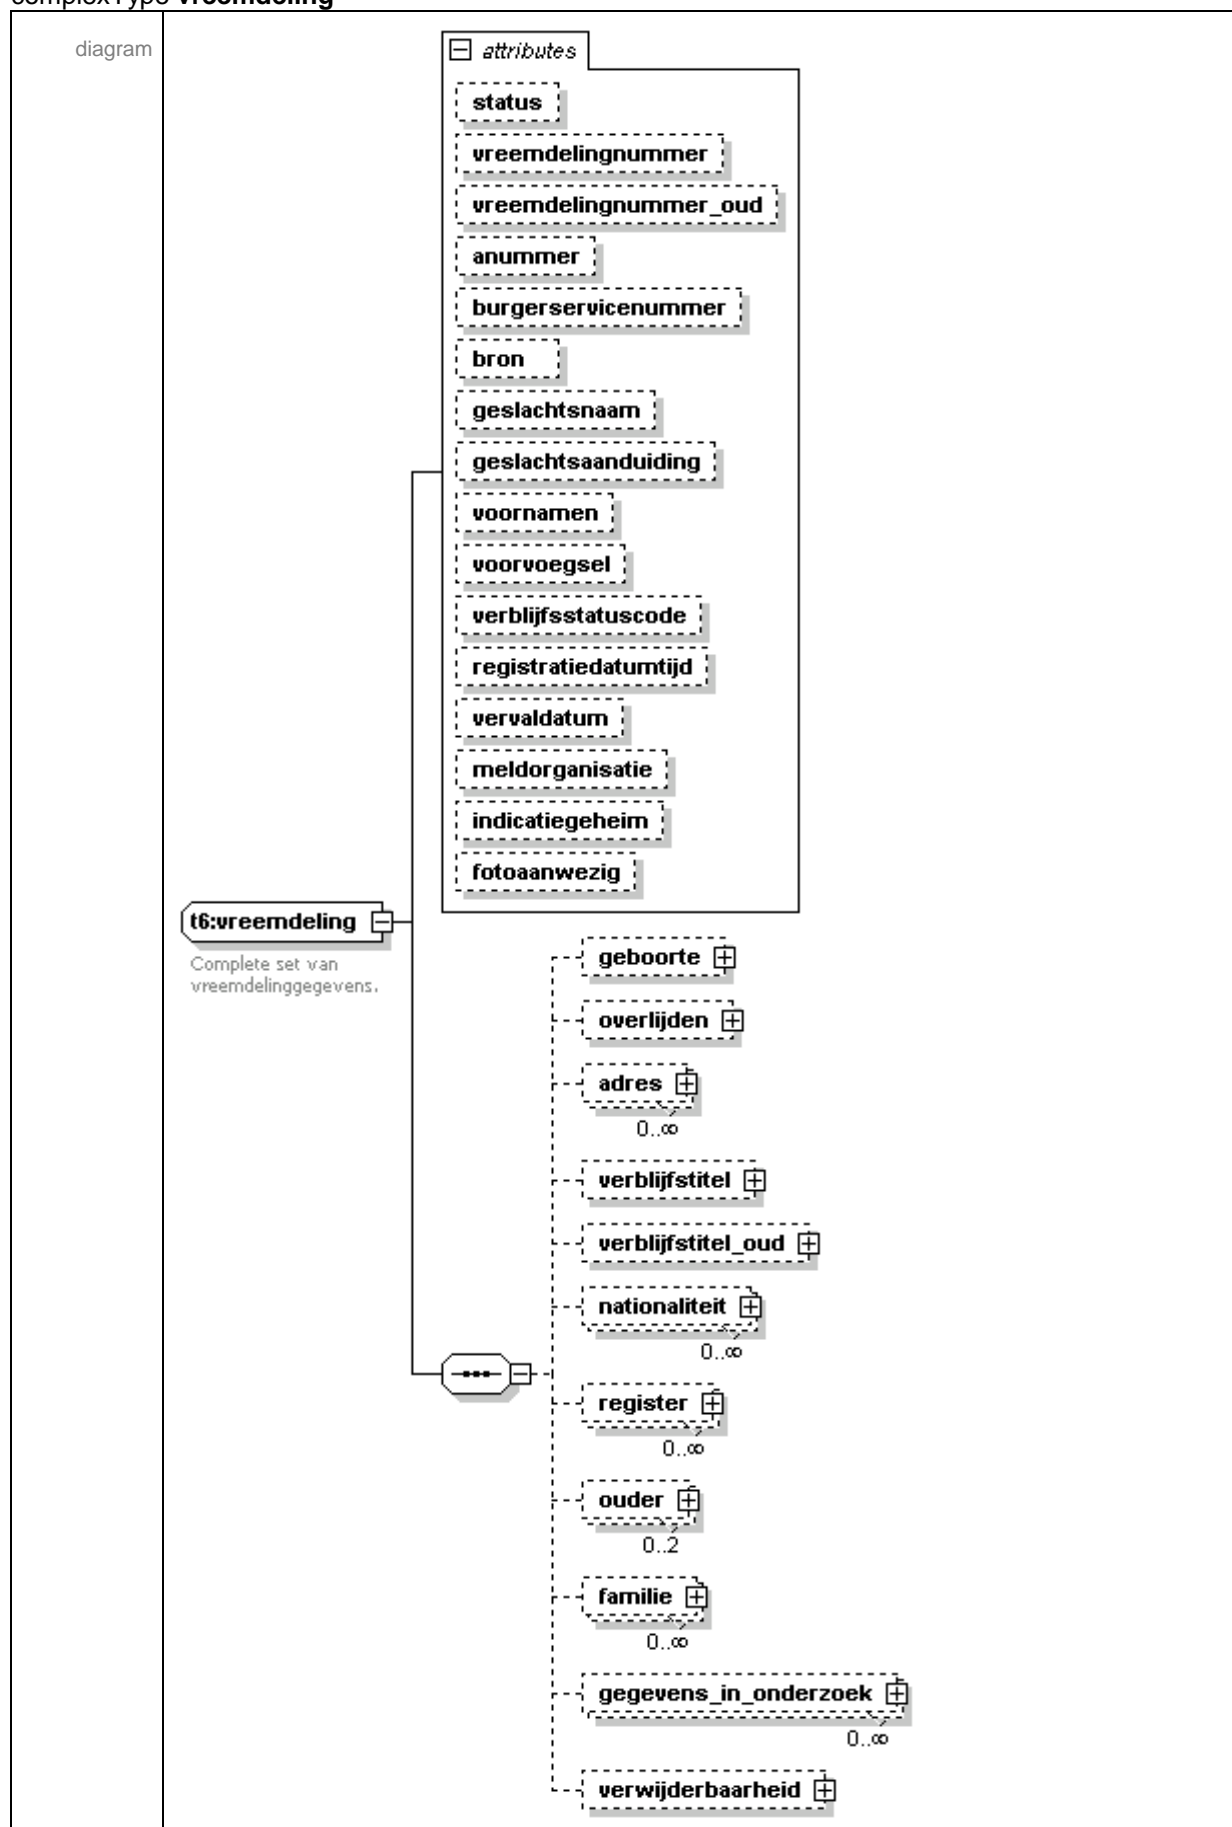 complexType vreemdeling
diagram
attributes
status
vreemdelingnummer
vreemdelingnummer_oud
anummer
burgerservicenummer
bron
geslachtsnaam
geslachtsaanduiding
voornamen
voorvoegsel
verblijfsstatuscode
registratiedatumtijd
vervaldatum
meldorganisatie
indicatiegeheim
fotoaanwezig
t6:vreemdeling
Complete set van
vreemdelinggegevens.
geboorte
overlijden
adres
0..∞
verblijfstitel
verblijfstitel_oud
nationaliteit
0..∞
register
0..∞
ouder
0..2
familie
0..∞
gegevens_in_onderzoek
0..∞
verwijderbaarheid